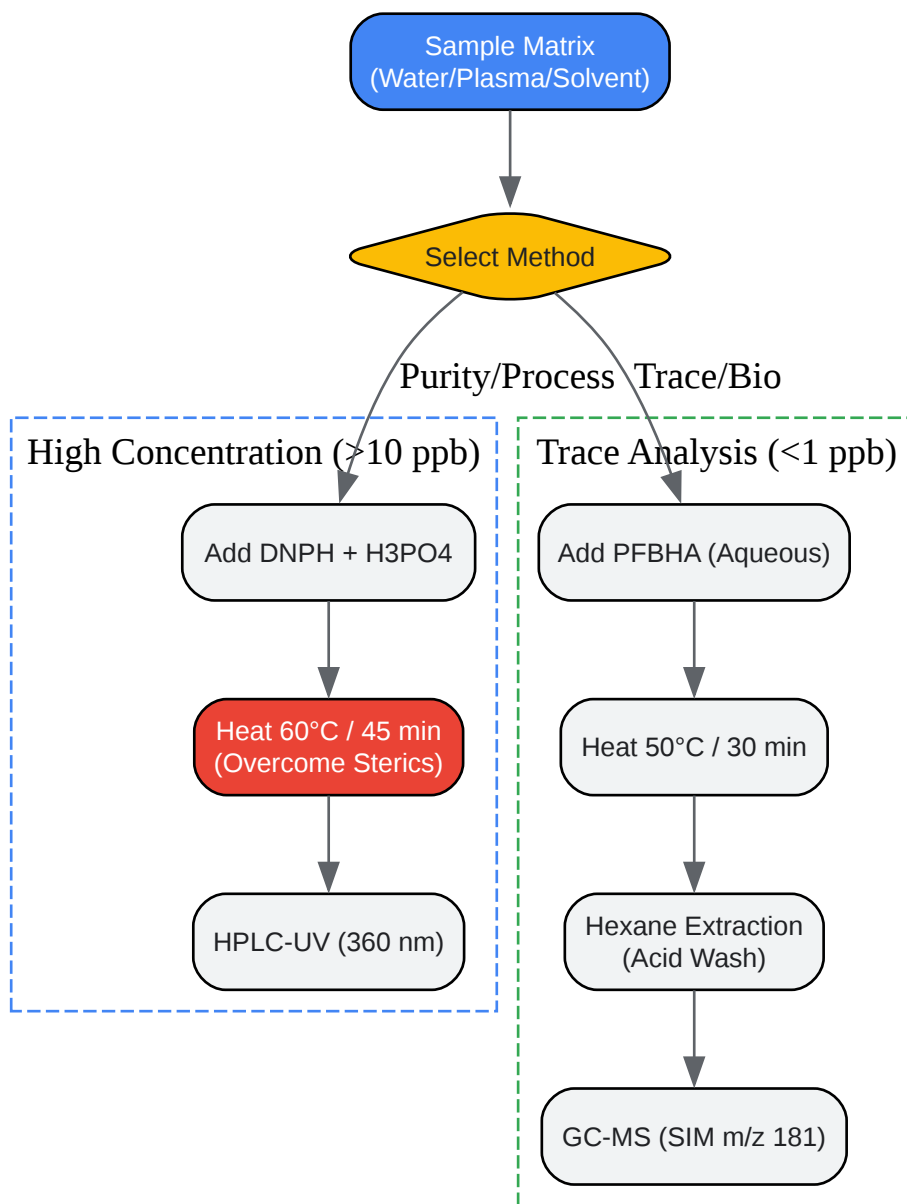 Sample Matrix
(Water/Plasma/Solvent)
Select Method
Purity/Process
Trace/Bio
High Concentration (>10 ppb)
Add DNPH + H3PO4
Heat 60°C / 45 min
(Overcome Sterics)
HPLC-UV (360 nm)
Trace Analysis (<1 ppb)
Add PFBHA (Aqueous)
Heat 50°C / 30 min
Hexane Extraction
(Acid Wash)
GC-MS (SIM m/z 181)